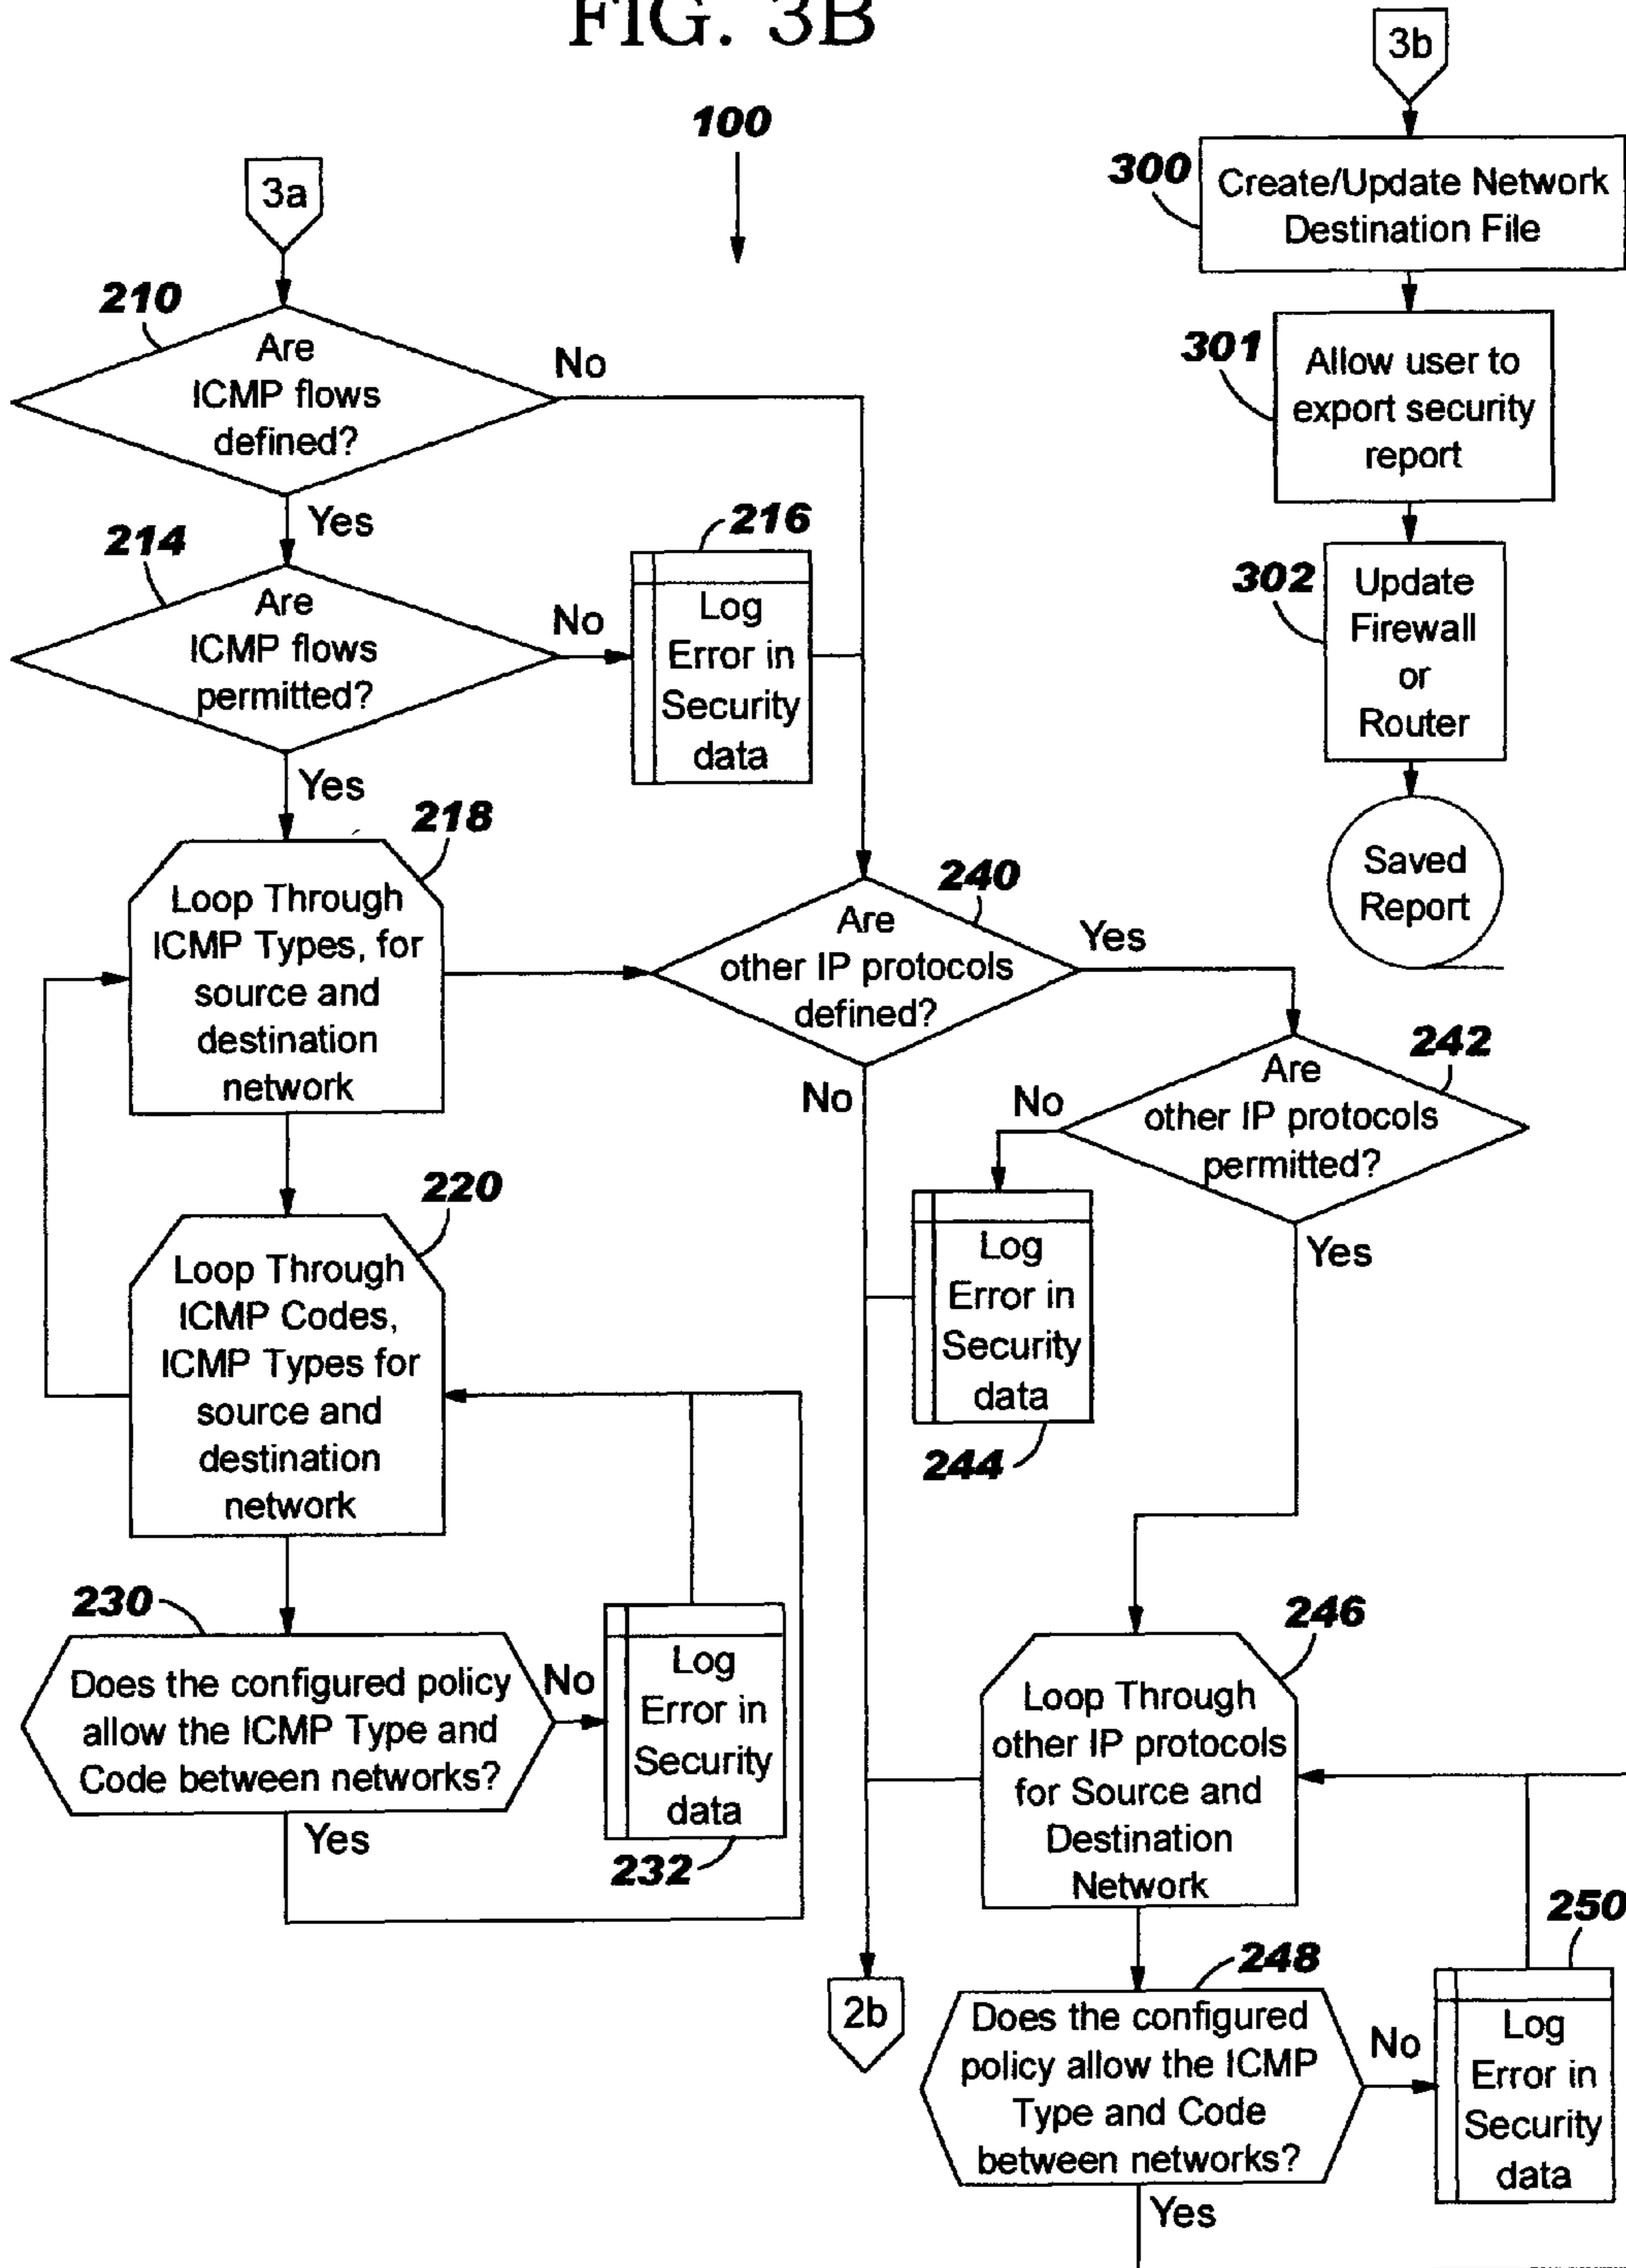 FIG. 3B
100
3a
210
Are
ICMP flows
defined?
No
Yes
214
Are
ICMP flows
permitted?
No
216
Log
Error in
Security
data
Yes
218
Loop Through
ICMP Types, for
source and
destination
network
220
Loop Through
ICMP Codes,
ICMP Types for
source and
destination
network
230
Does the configured policy
allow the ICMP Type and
Code between networks?
No
Log
Error in
Security
data
232
Yes
240
Are
other IP protocols
defined?
Yes
No
242
Are
other IP protocols
permitted?
No
Log
Error in
Security
data
244
Yes
246
Loop Through
other IP protocols
for Source and
Destination
Network
248
Does the configured
policy allow the ICMP
Type and Code
between networks?
No
250
Log
Error in
Security
data
Yes
2b
3b
300
Create/Update Network
Destination File
301
Allow user to
export security
report
302
Update
Firewall
or
Router
Saved
Report